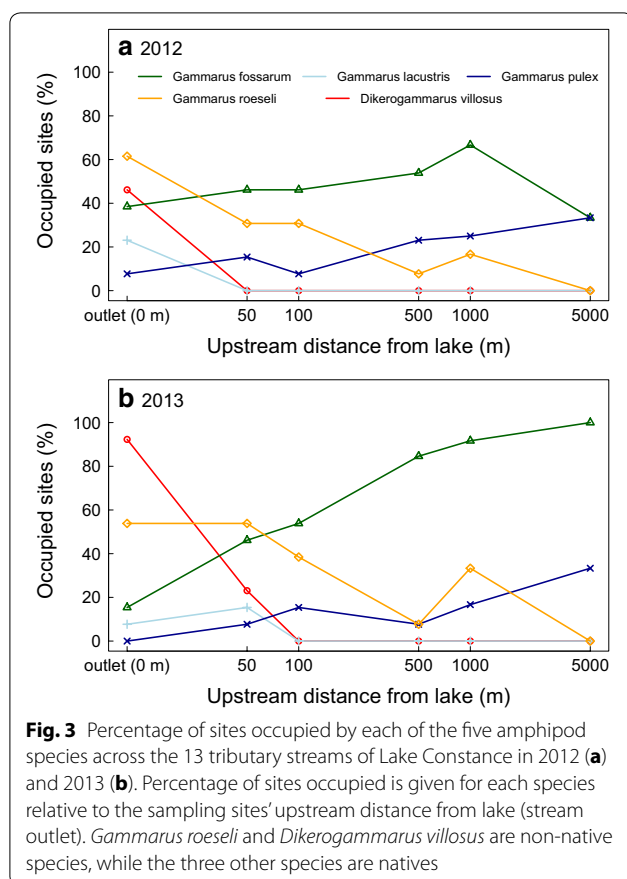 a 2012
Gammarus fossarum Gammarus lacustris Gammarus pulex
Gammarus roeseli Dikerogammarus villosus
Occupied sites (%)
100
80
60
40
20
0
outlet (0 m) 50 100 500 1000 5000
Upstream distance from lake (m)
b 2013
Occupied sites (%)
100
80
60
40
20
0
outlet (0 m) 50 100 500 1000 5000
Upstream distance from lake (m)
Fig. 3 Percentage of sites occupied by each of the five amphipod
species across the 13 tributary streams of Lake Constance in 2012 (a)
and 2013 (b). Percentage of sites occupied is given for each species
relative to the sampling sites’ upstream distance from lake (stream
outlet). Gammarus roeseli and Dikerogammarus villosus are non-native
species, while the three other species are natives